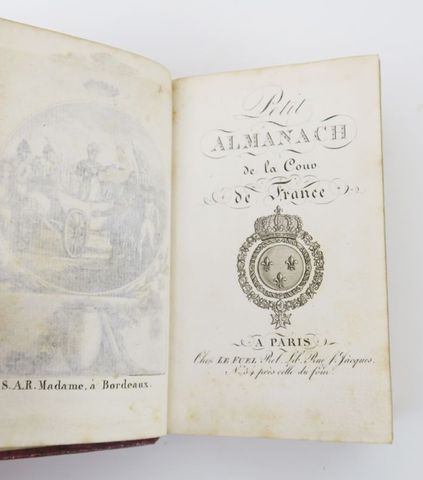 S.A.R. Madame, à Bordeaux.
Petit
ALMANACH
de la Cour
de France
A PARIS
Chez LE FUEL Rel. Lib. Rue S. Jacques.
N.º 54 près celle du foin